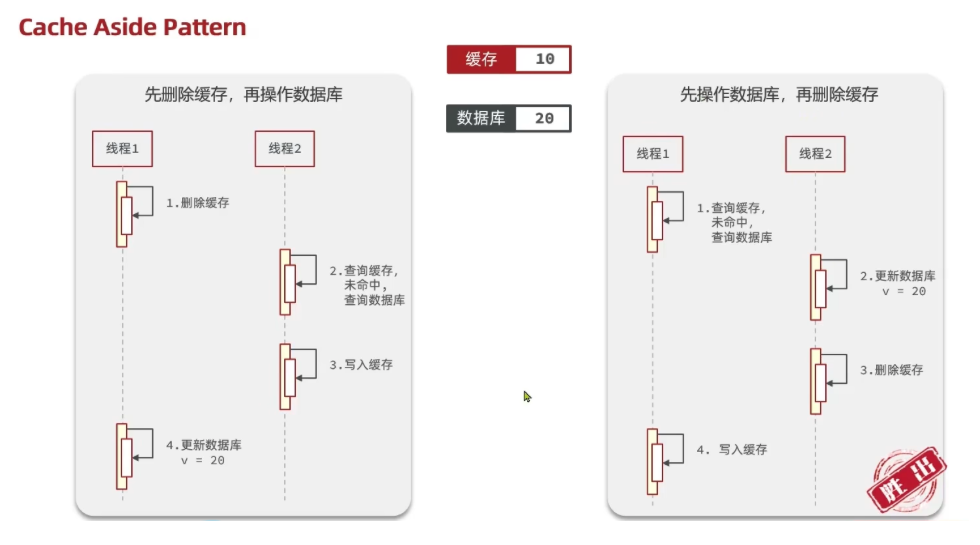 Cache Aside Pattern
缓存 10
数据库 20
先删除缓存，再操作数据库
线程1
线程2
1.删除缓存
2.查询缓存，
未命中，
查询数据库
3.写入缓存
4.更新数据库
v = 20
先操作数据库，再删除缓存
线程1
线程2
1.查询缓存，
未命中，
查询数据库
2.更新数据库
v = 20
3.删除缓存
4. 写入缓存
胜出